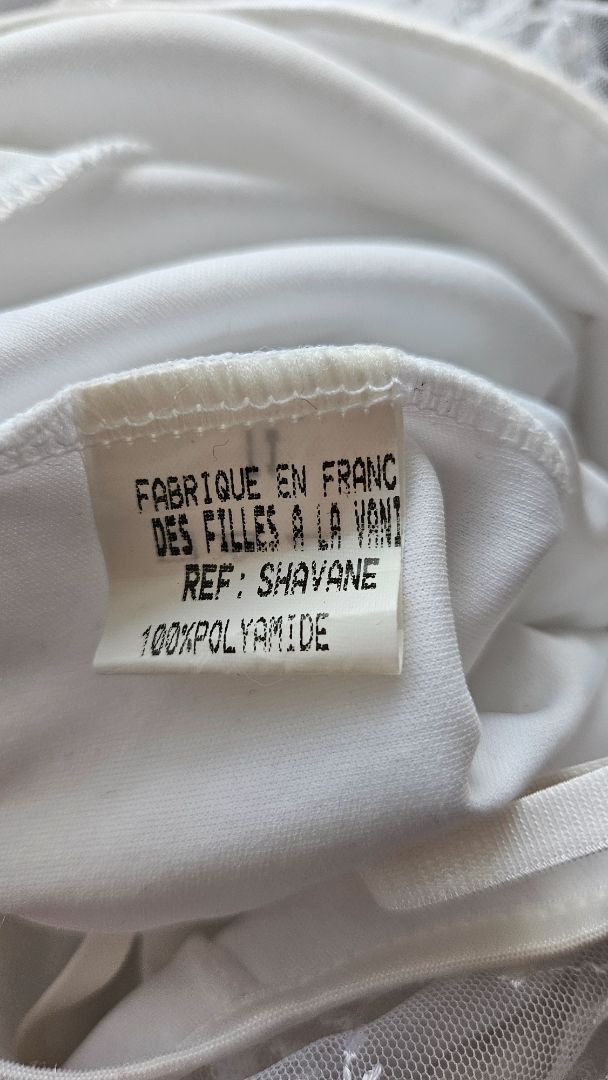 FABRIQUE EN FRANC
DES FILLES A LA VANI
REF: SHAVANE
100%POLYAMIDE